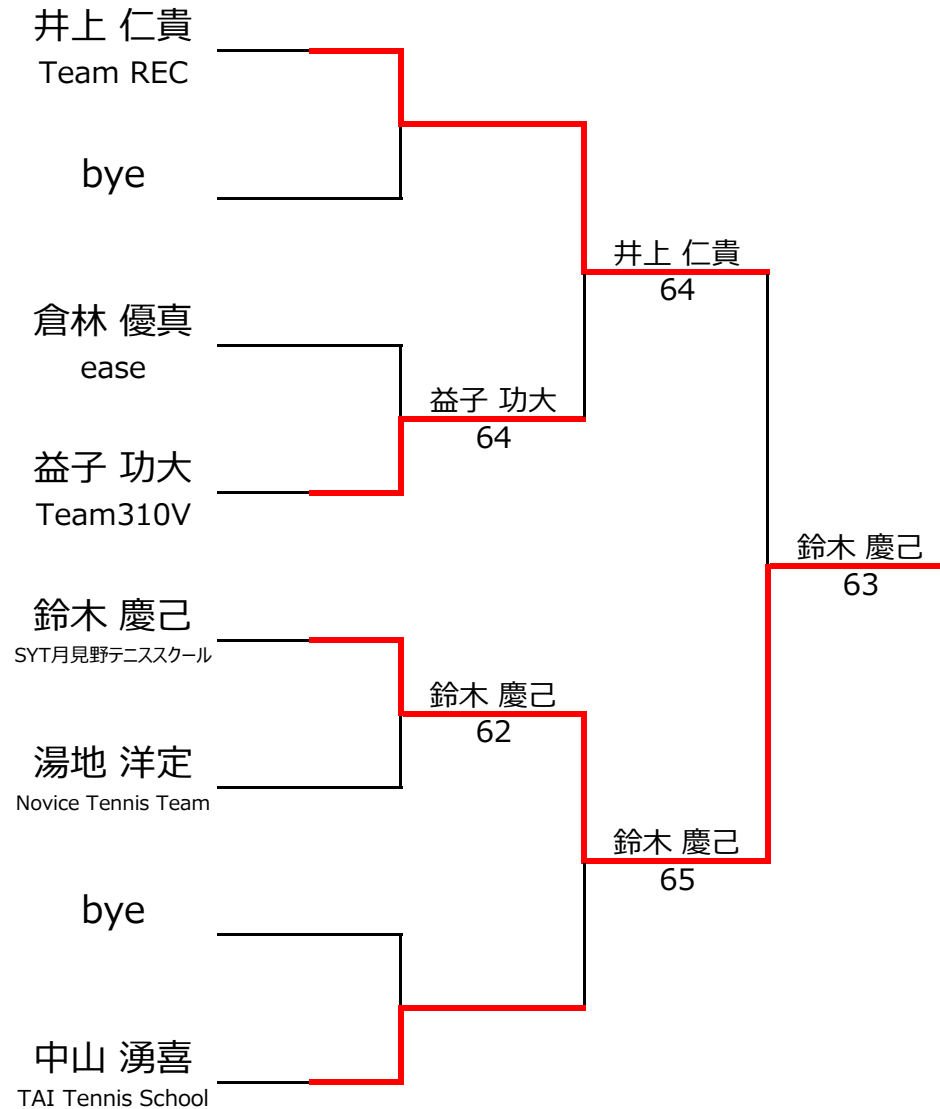 井上 仁貴
Team REC
bye
倉林 優真
ease
益子 功大
Team310V
鈴木 慶己
SYT月見野テニススクール
湯地 洋定
Novice Tennis Team
bye
中山 湧喜
TAI Tennis School
益子 功大
64
鈴木 慶己
62
井上 仁貴
64
鈴木 慶己
65
鈴木 慶己
63